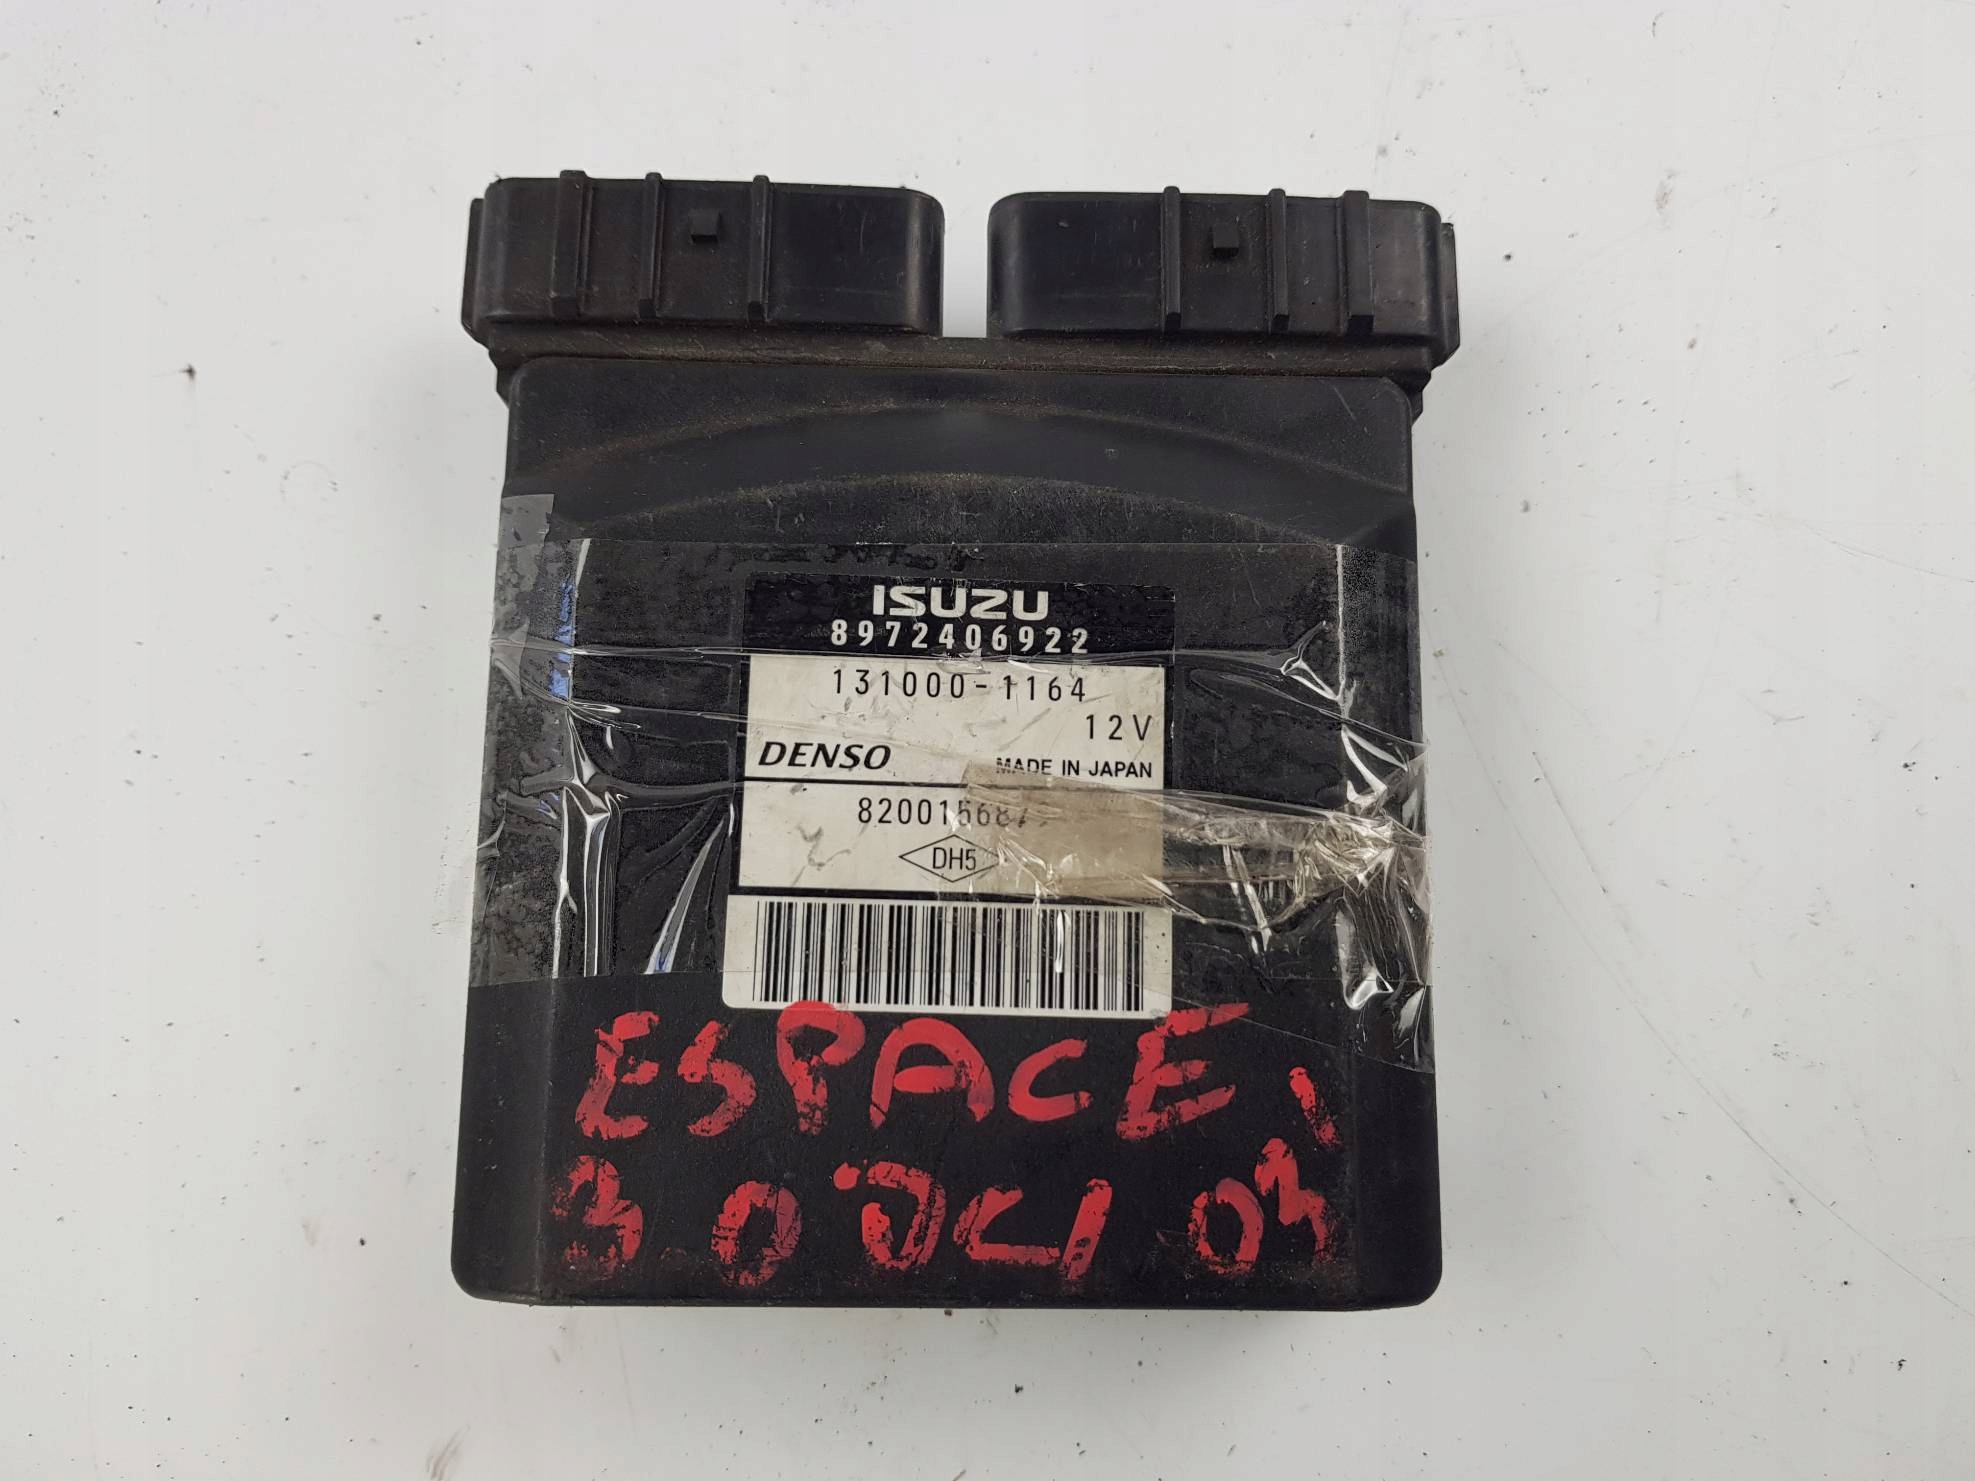 ISUZU
8972406922
131000-1164
12V
DENSO MADE IN JAPAN
DH5
ESPACE,
3.0 DCI 03